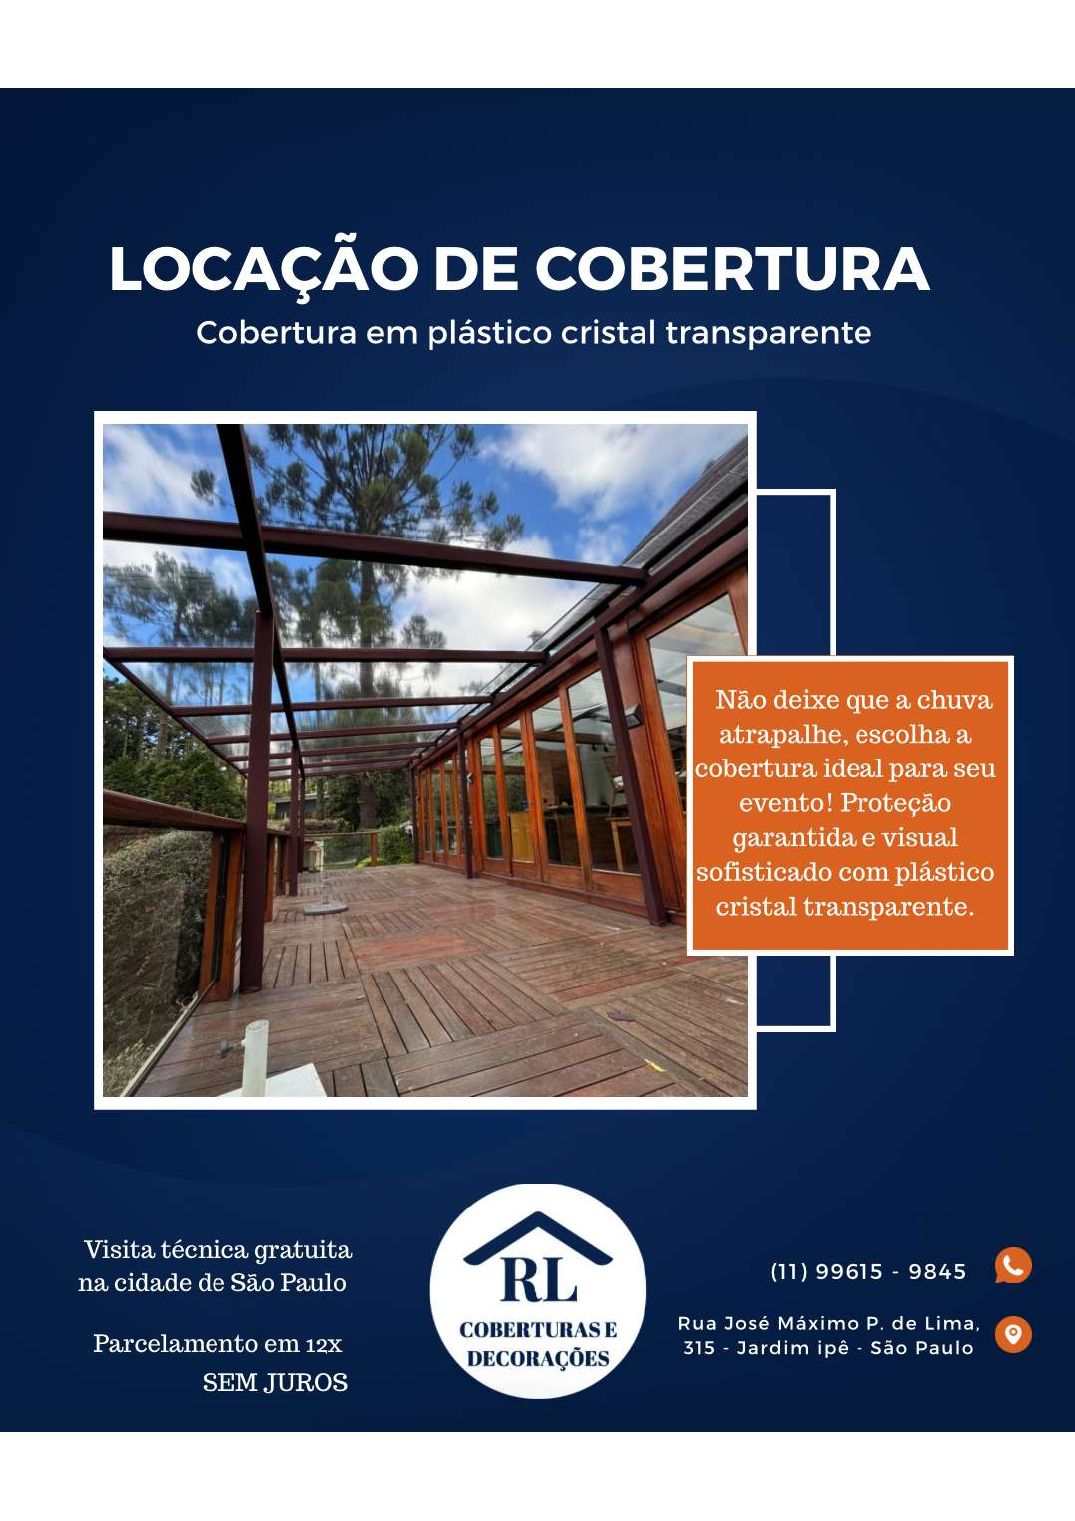 LOCAÇÃO DE COBERTURA
Cobertura em plástico cristal transparente
Não deixe que a chuva
atrapalhe, escolha a
cobertura ideal para seu
evento! Proteção
garantida e visual
sofisticado com plástico
cristal transparente.
Visita técnica gratuita
na cidade de São Paulo
Parcelamento em 12x
SEM JUROS
RL
COBERTURAS E
DECORAÇÕES
(11) 99615 - 9845
Rua José Máximo P. de Lima,
315 - Jardim ipê - São Paulo